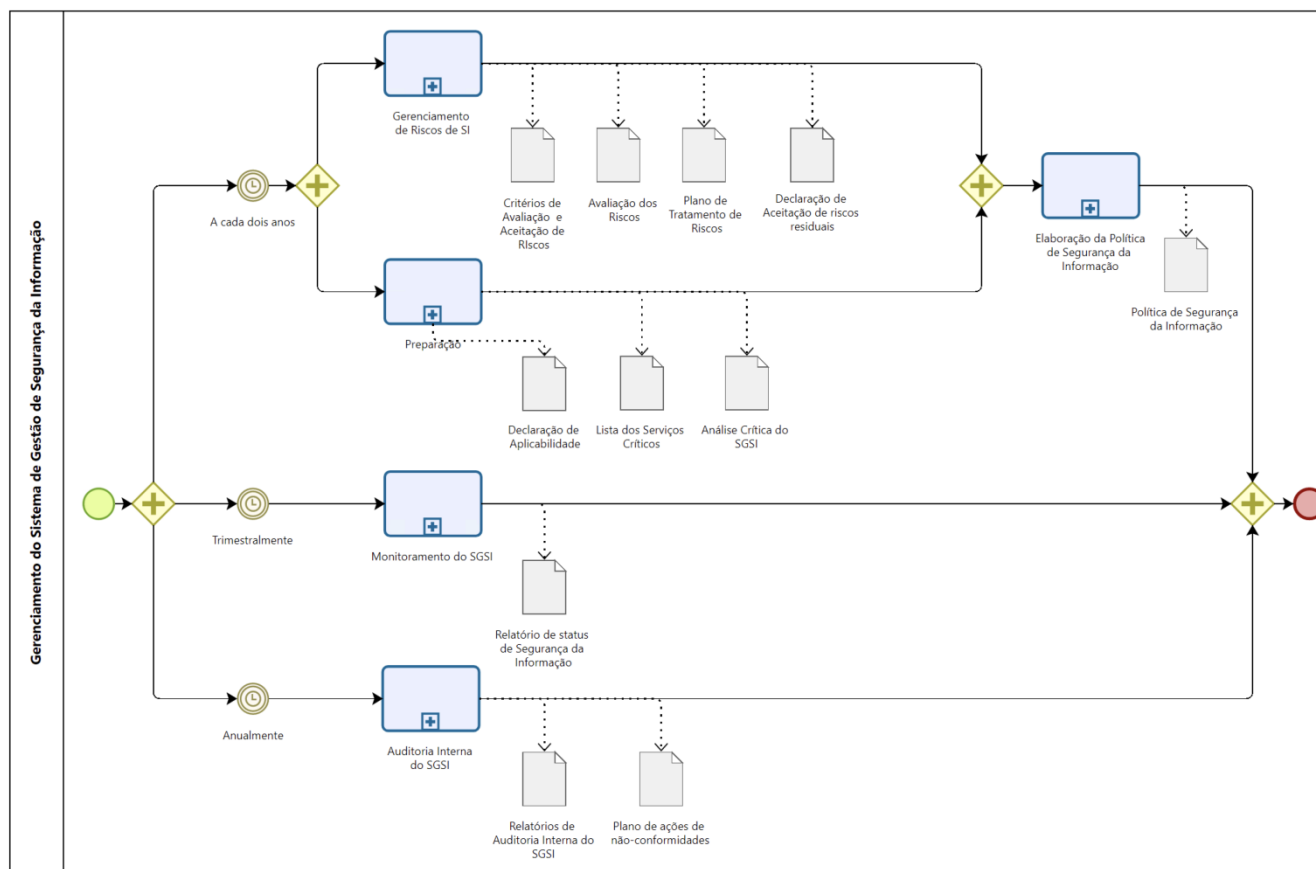 Gerenciamento do Sistema de Gestão de Segurança da Informação
Gerenciamento
de Riscos de SI
Critérios de
Avaliação e
Aceitação de RIscos
Avaliação dos
Riscos
Plano de
Tratamento de
Riscos
Declaração de
Aceitação de riscos
residuais
A cada dois anos
Elaboração da Política
de Segurança da
Informação
Política de Segurança
da Informação
Preparação
Declaração de
Aplicabilidade
Lista dos Serviços
Críticos
Análise Crítica do
SGSI
Trimestralmente
Monitoramento do SGSI
Relatório de status
de Segurança da
Informação
Anualmente
Auditoria Interna
do SGSI
Relatórios de
Auditoria Interna do
SGSI
Plano de ações de
não-conformidades